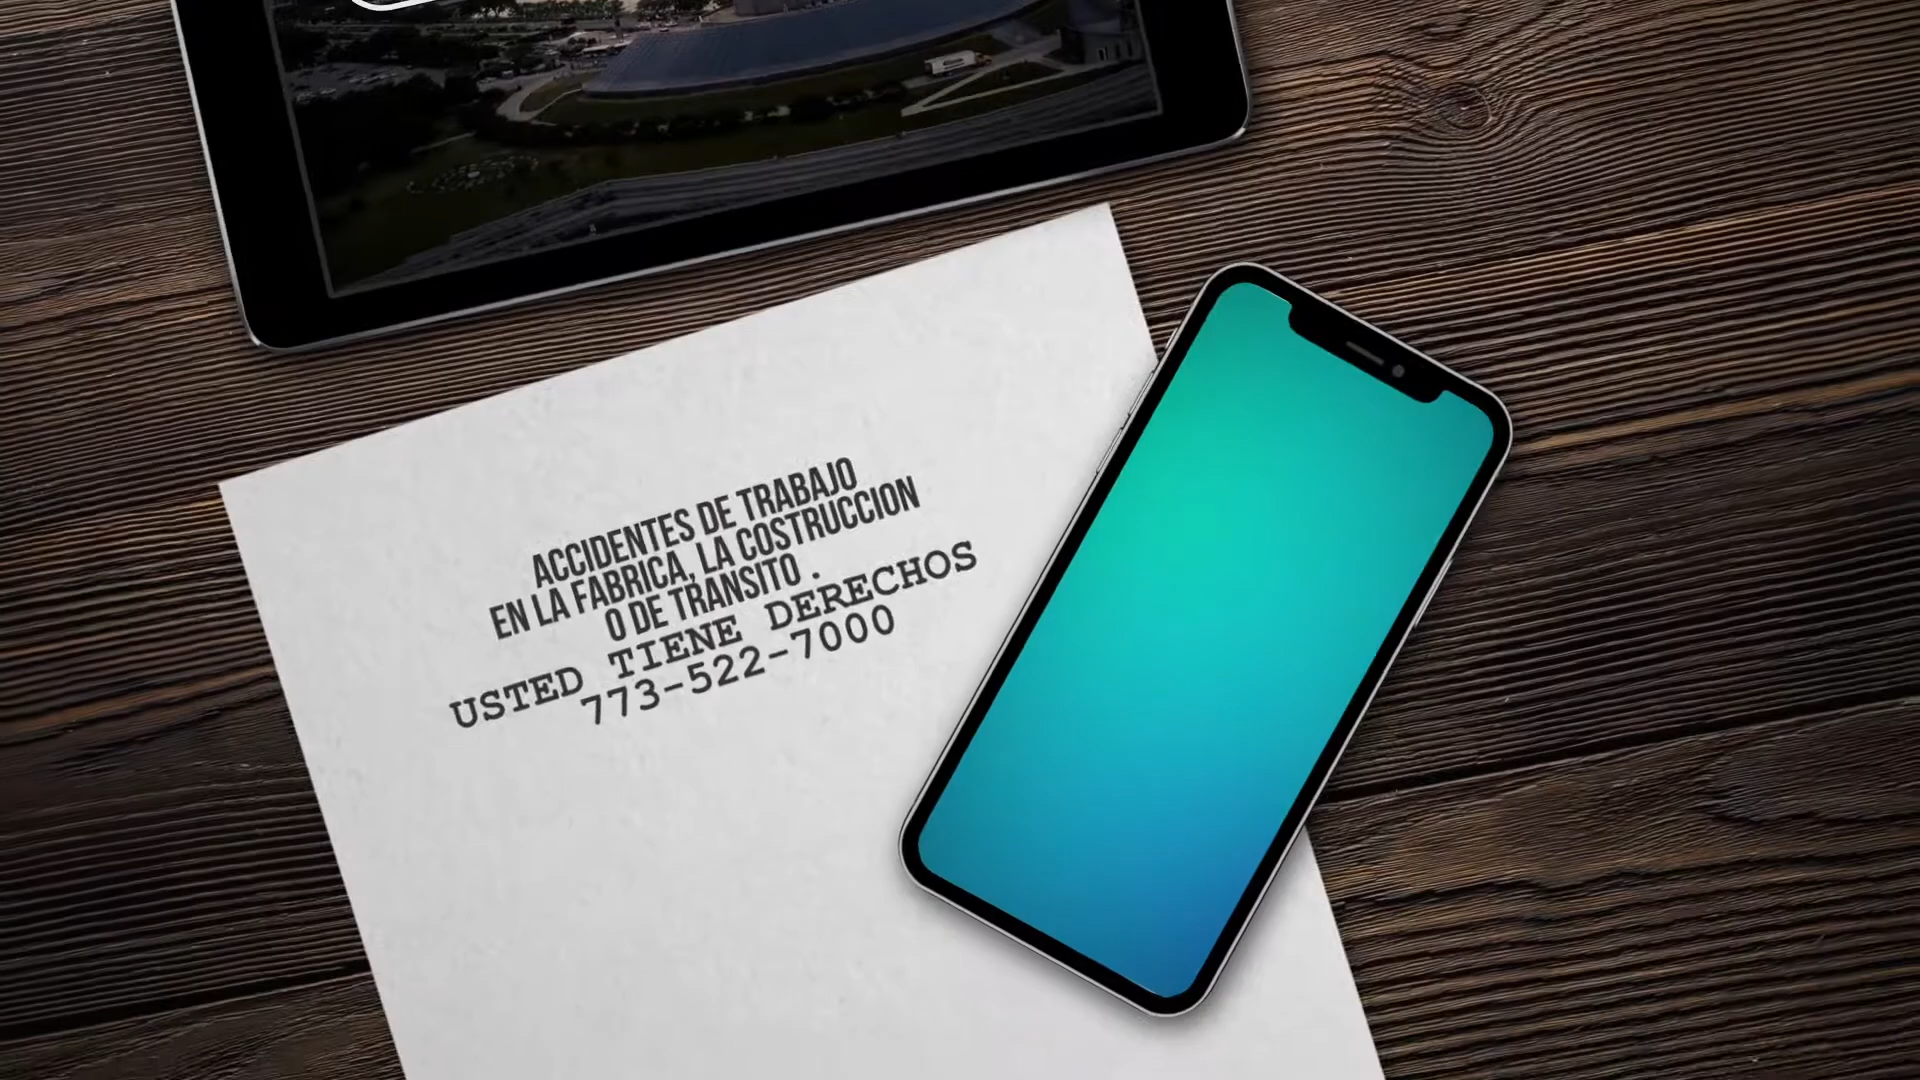 ACCIDENTES DE TRABAJO
EN LA FABRICA, LA COSTRUCCION
O DE TRANSITO .
USTED TIENE DERECHOS
773-522-7000